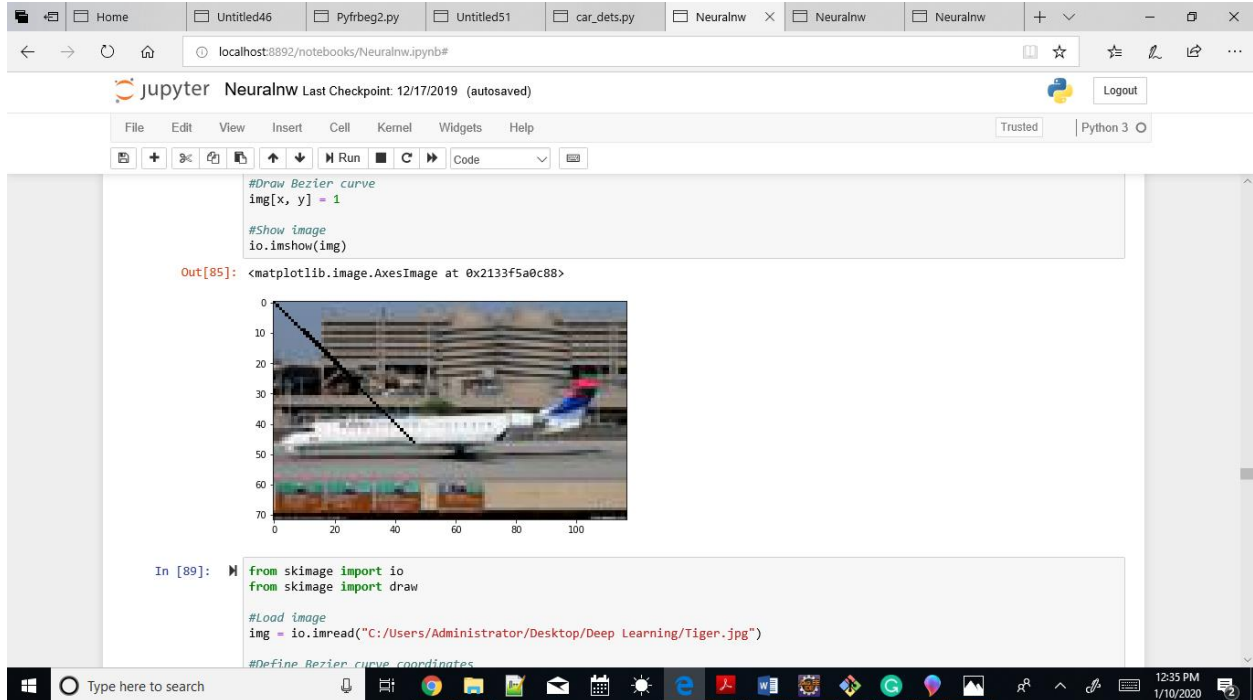 Home
Untitled46
Pyfrbeg2.py
Untitled51
car_dets.py
Neuralnw
Neuralnw
Neuralnw
localhost:8892/notebooks/Neuralnw.ipynb#
jupyter Neuralnw Last Checkpoint: 12/17/2019 (autosaved)
Logout
File Edit View Insert Cell Kernel Widgets Help
Trusted
Python 3
Run
Code
#Draw Bezier curve
img[x, y] = 1
#Show image
io.imshow(img)
Out[85]: <matplotlib.image.AxesImage at 0x2133f5a0c88>
0
10
20
30
40
50
60
70
0 20 40 60 80 100
In [89]: from skimage import io
from skimage import draw
#Load image
img = io.imread("C:/Users/Administrator/Desktop/Deep Learning/Tiger.jpg")
#Define Bezier curve coordinates
Type here to search
12:35 PM
1/10/2020
2